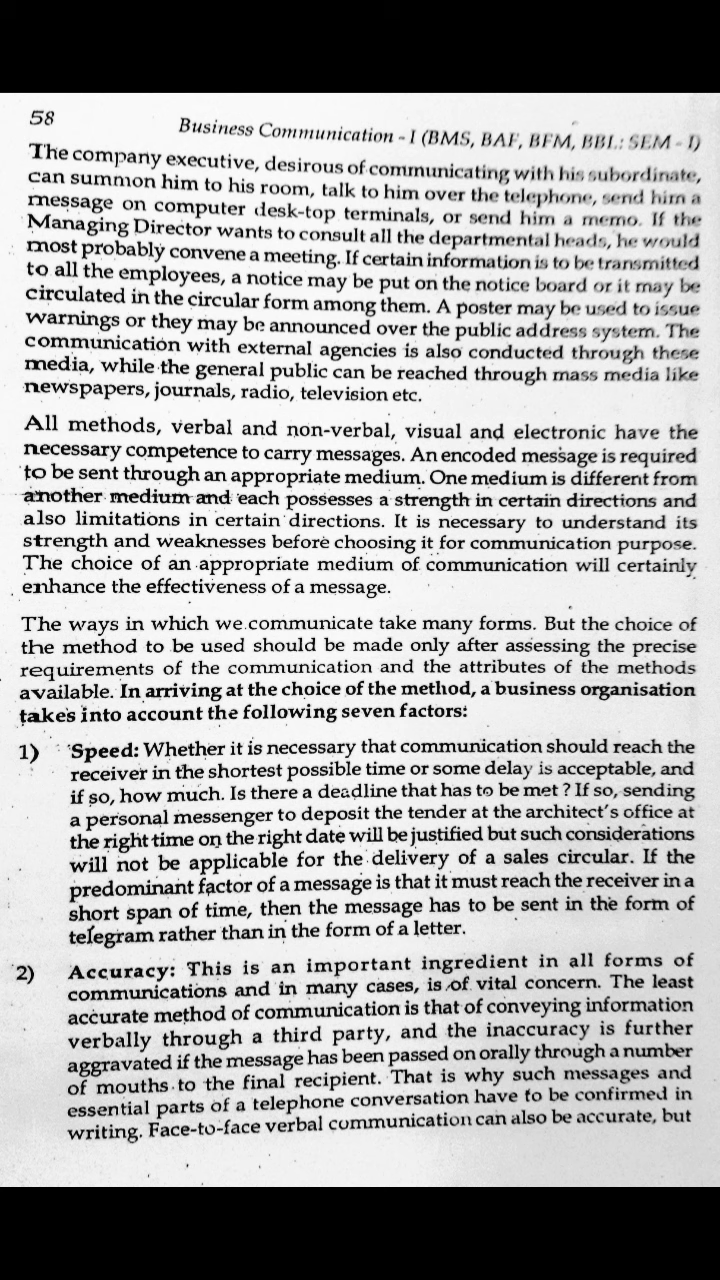 58
Business Communication - I (BMS, BAF, BFM, BBI: SEM - I)
The company executive, desirous of communicating with his subordinate,
can summon him to his room, talk to him over the telephone, send him a
message on computer desk-top terminals, or send him a memo. If the
Managing Director wants to consult all the departmental heads, he would
most probably convene a meeting. If certain information is to be transmitted
to all the employees, a notice may be put on the notice board or it may be
circulated in the circular form among them. A poster may be used to issue
warnings or they may be announced over the public address system. The
communication with external agencies is also conducted through these
media, while the general public can be reached through mass media like
newspapers, journals, radio, television etc.
All methods, verbal and non-verbal, visual and electronic have the
necessary competence to carry messages. An encoded message is required
to be sent through an appropriate medium. One medium is different from
another medium and each possesses a strength in certain directions and
also limitations in certain directions. It is necessary to understand its
strength and weaknesses before choosing it for communication purpose.
The choice of an appropriate medium of communication will certainly
enhance the effectiveness of a message.
The ways in which we communicate take many forms. But the choice of
the method to be used should be made only after assessing the precise
requirements of the communication and the attributes of the methods
available. In arriving at the choice of the method, a business organisation
takes into account the following seven factors:
1) Speed: Whether it is necessary that communication should reach the
receiver in the shortest possible time or some delay is acceptable, and
if so, how much. Is there a deadline that has to be met ? If so, sending
a personal messenger to deposit the tender at the architect's office at
the right time on the right date will be justified but such considerations
will not be applicable for the delivery of a sales circular. If the
predominant factor of a message is that it must reach the receiver in a
short span of time, then the message has to be sent in the form of
telegram rather than in the form of a letter.
2) Accuracy: This is an important ingredient in all forms of
communications and in many cases, is of vital concern. The least
accurate method of communication is that of conveying information
verbally through a third party, and the inaccuracy is further
aggravated if the message has been passed on orally through a number
of mouths to the final recipient. That is why such messages and
essential parts of a telephone conversation have to be confirmed in
writing. Face-to-face verbal communication can also be accurate, but